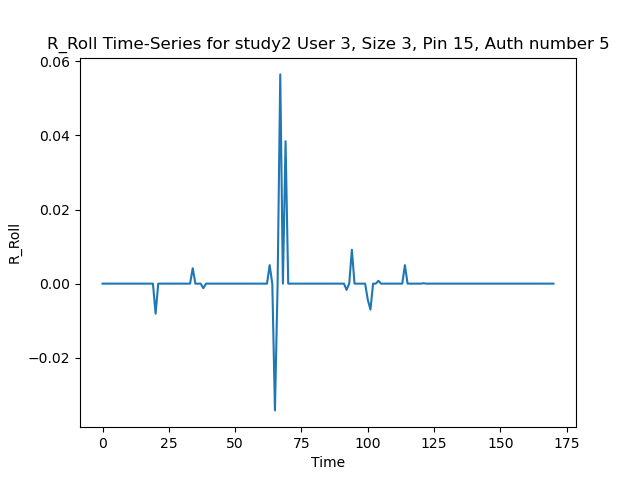 R_Roll Time-Series for study2 User 3, Size 3, Pin 15, Auth number 5
0.06
0.04
0.02
0.00
−0.02
R_Roll
0 25 50 75 100 125 150 175
Time